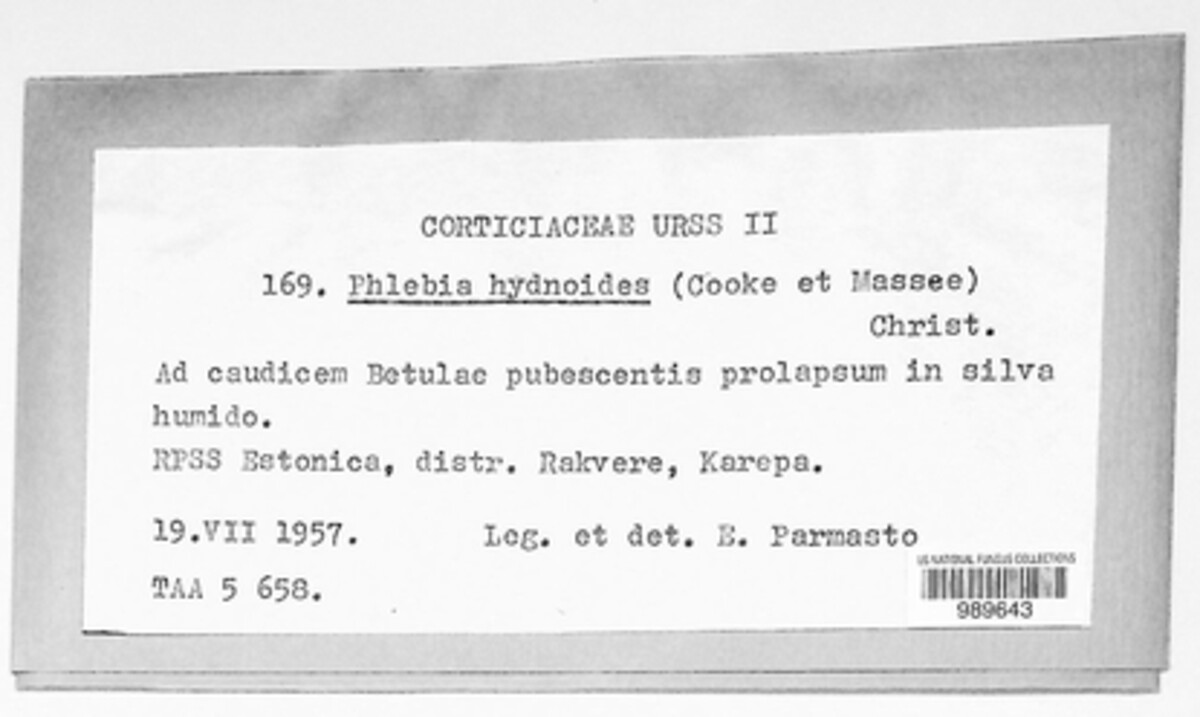 CORTICIACEAE URSS II
169. Phlebia hydnoides (Cooke et Massee)
Christ.
Ad caudicem Betulae pubescentis prolapsum in silva
humido.
RPSS Estonica, distr. Rakvere, Karepa.
19.VII 1957. Leg. et det. E. Parmasto
TAA 5 658.
US NATIONAL FUNGUS COLLECTIONS
989643